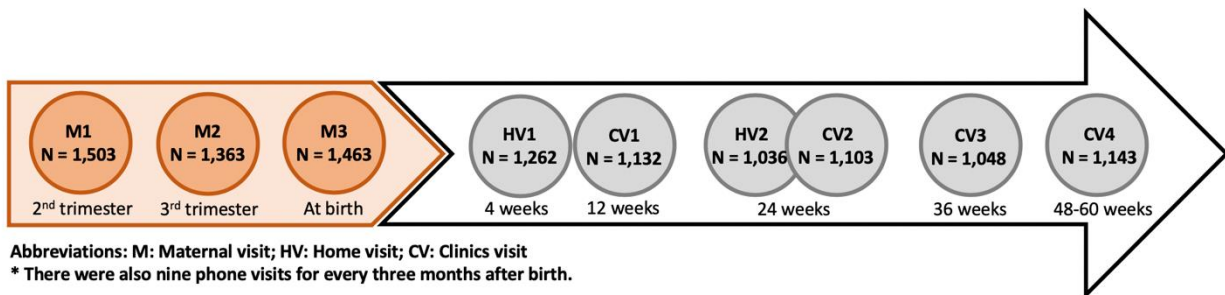 M1
N = 1,503
M2
N = 1,363
M3
N = 1,463
HV1
N = 1,262
CV1
N = 1,132
HV2
N = 1,036
CV2
N = 1,103
CV3
N = 1,048
CV4
N = 1,143
2nd trimester
3rd trimester
At birth
4 weeks
12 weeks
24 weeks
36 weeks
48-60 weeks
Abbreviations: M: Maternal visit; HV: Home visit; CV: Clinics visit
* There were also nine phone visits for every three months after birth.